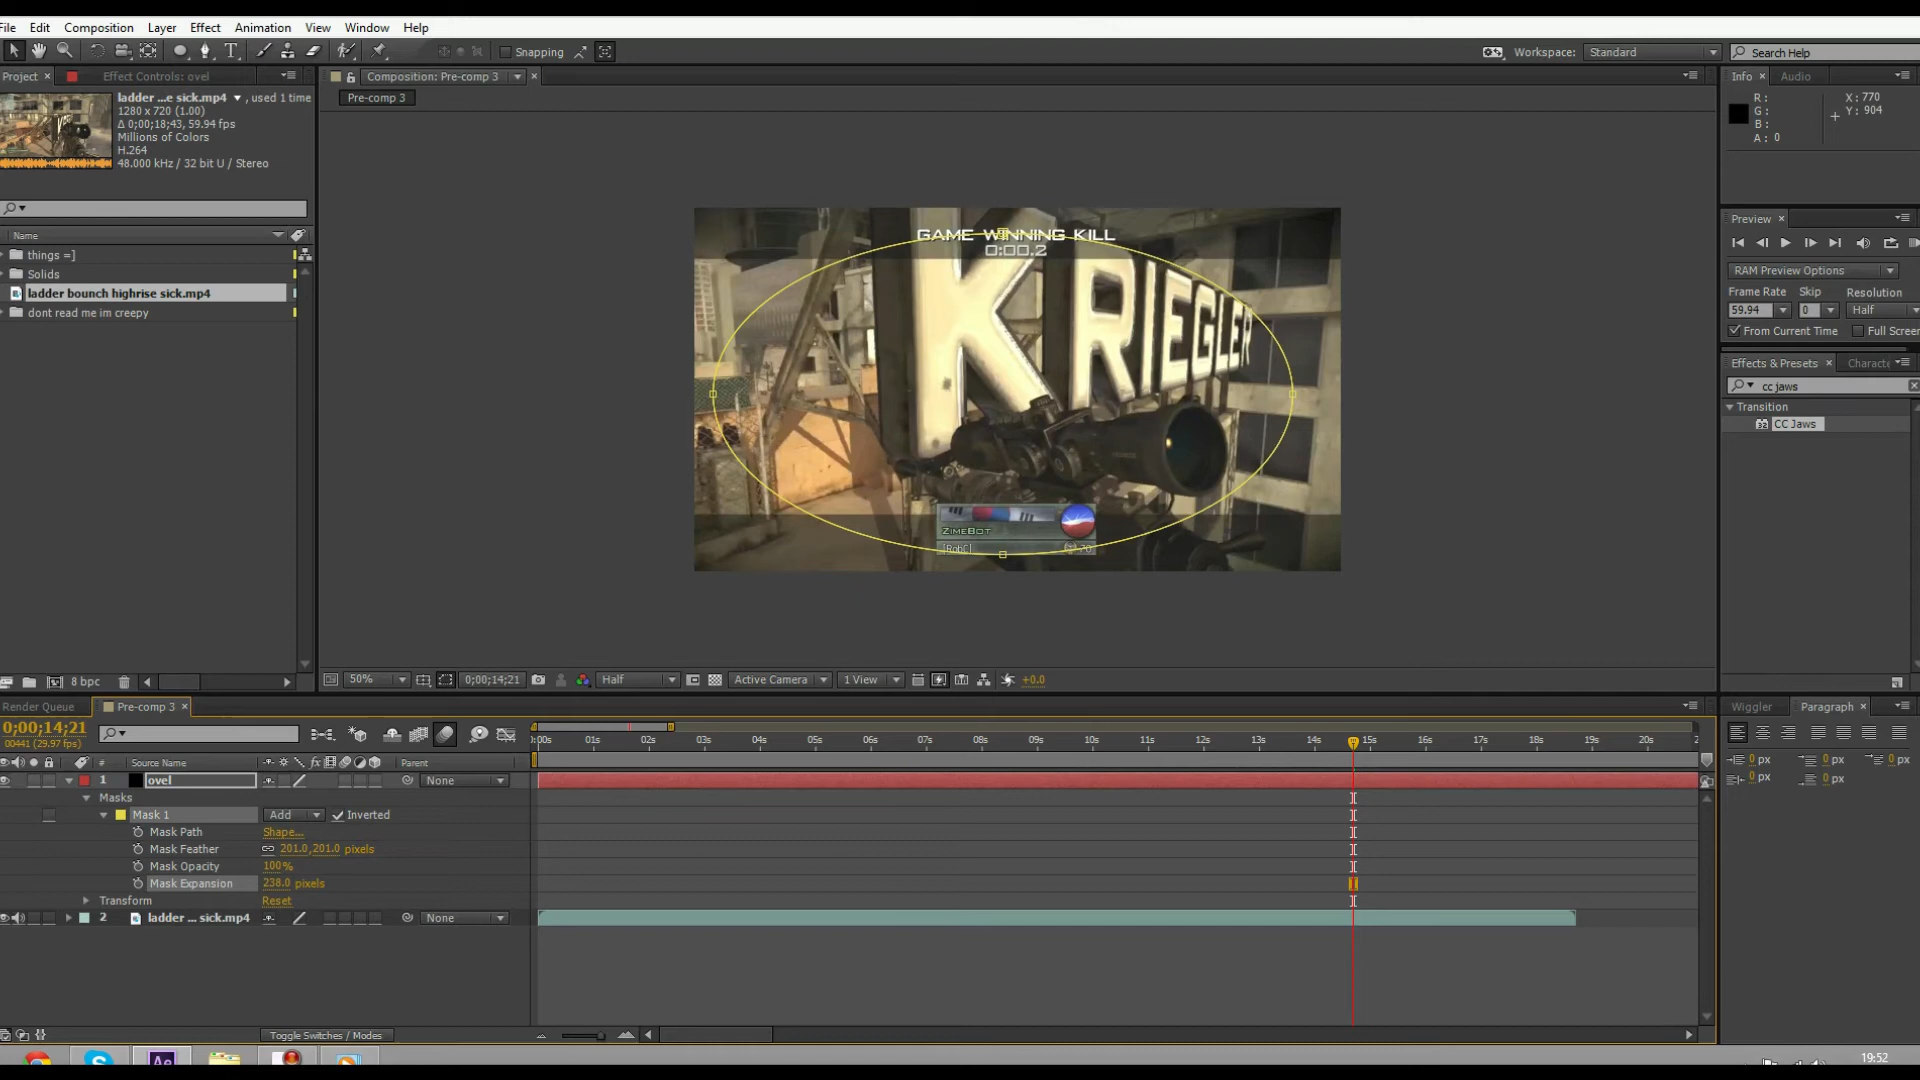 File Edit Composition Layer Effect Animation View Window Help
Snapping Workspace: Standard Search Help
Project × Effect Controls: ovel
Composition: Pre-comp 3 ×
Info × Audio
Pre-comp 3
ladder ...e sick.mp4 , used 1 time
1280 x 720 (1.00)
Δ 0;00;18;43, 59.94 fps
Millions of Colors
H.264
48.000 kHz / 32 bit U / Stereo
R:
G:
B:
A: 0
X: 770
Y: 904
Name
things =]
Solids
ladder bounch highrise sick.mp4
dont read me im creepy
GAME WINNING KILL
0:00.2
KRIEGLER
ZIMEBOT
[RobC] 70
Preview ×
RAM Preview Options
Frame Rate Skip Resolution
59.94 0 Half
From Current Time Full Screen
Effects & Presets × Characte
cc jaws
Transition
32 CC Jaws
8 bpc
50% 0;00;14;21 Half Active Camera 1 View +0.0
Render Queue Pre-comp 3 ×
Wiggler Paragraph ×
0;00;14;21
00441 (29.97 fps)
0:00s 01s 02s 03s 04s 05s 06s 07s 08s 09s 10s 11s 12s 13s 14s 15s 16s 17s 18s 19s 20s
# Source Name fx Parent
1 ovel None
Masks
Mask 1 Add Inverted
Mask Path Shape...
Mask Feather 201.0,201.0 pixels
Mask Opacity 100%
Mask Expansion 238.0 pixels
Transform Reset
2 ladder ... sick.mp4 None
0 px 0 px 0 px
0 px 0 px
Toggle Switches / Modes
Ae
19:52